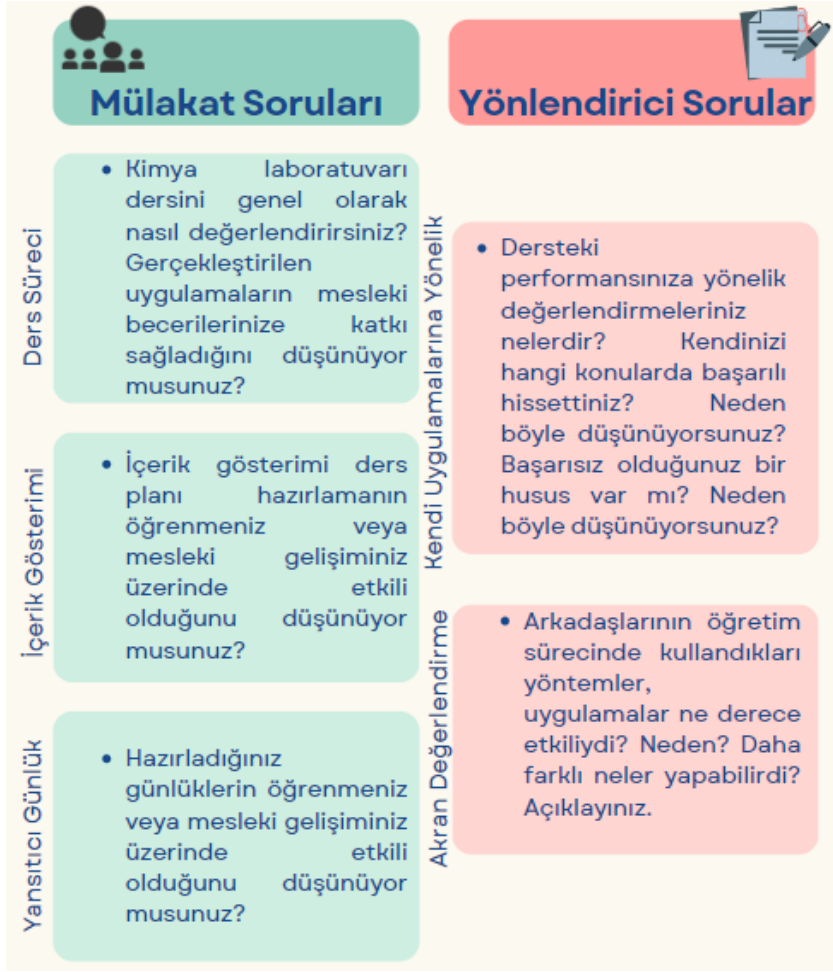 Mülakat Soruları
Ders Süreci
• Kimya laboratuvarı
dersini genel olarak
nasıl değerlendirirsiniz?
Gerçekleştirilen
uygulamaların mesleki
becerilerinize katkı
sağladığını düşünüyor
musunuz?
İçerik Gösterimi
• İçerik gösterimi ders
planı hazırlamanın
öğrenmeniz veya
mesleki gelişiminiz
üzerinde etkili
olduğunu düşünüyor
musunuz?
Yansıtıcı Günlük
• Hazırladığınız
günlüklerin öğrenmeniz
veya mesleki gelişiminiz
üzerinde etkili
olduğunu düşünüyor
musunuz?
Yönlendirici Sorular
Kendi Uygulamalarına Yönelik
• Dersteki
performansınıza yönelik
değerlendirmeleriniz
nelerdir? Kendinizi
hangi konularda başarılı
hissettiniz? Neden
böyle düşünüyorsunuz?
Başarısız olduğunuz bir
husus var mı? Neden
böyle düşünüyorsunuz?
Akran Değerlendirme
• Arkadaşlarının öğretim
sürecinde kullandıkları
yöntemler,
uygulamalar ne derece
etkiliydi? Neden? Daha
farklı neler yapabilirdi?
Açıklayınız.